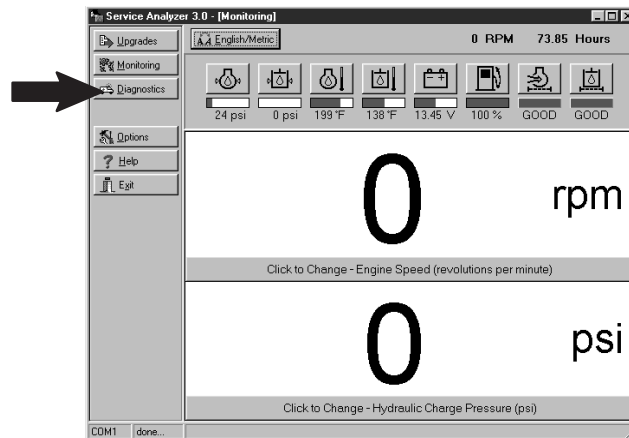 Service Analyzer 3.0 - [Monitoring]
Upgrades
English/Metric
0 RPM 73.85 Hours
Monitoring
Diagnostics
24 psi 0 psi 199 °F 138 °F 13.45 V 100 % GOOD GOOD
Options
Help
Exit
0 rpm
Click to Change - Engine Speed (revolutions per minute)
0 psi
Click to Change - Hydraulic Charge Pressure (psi)
COM1 done...